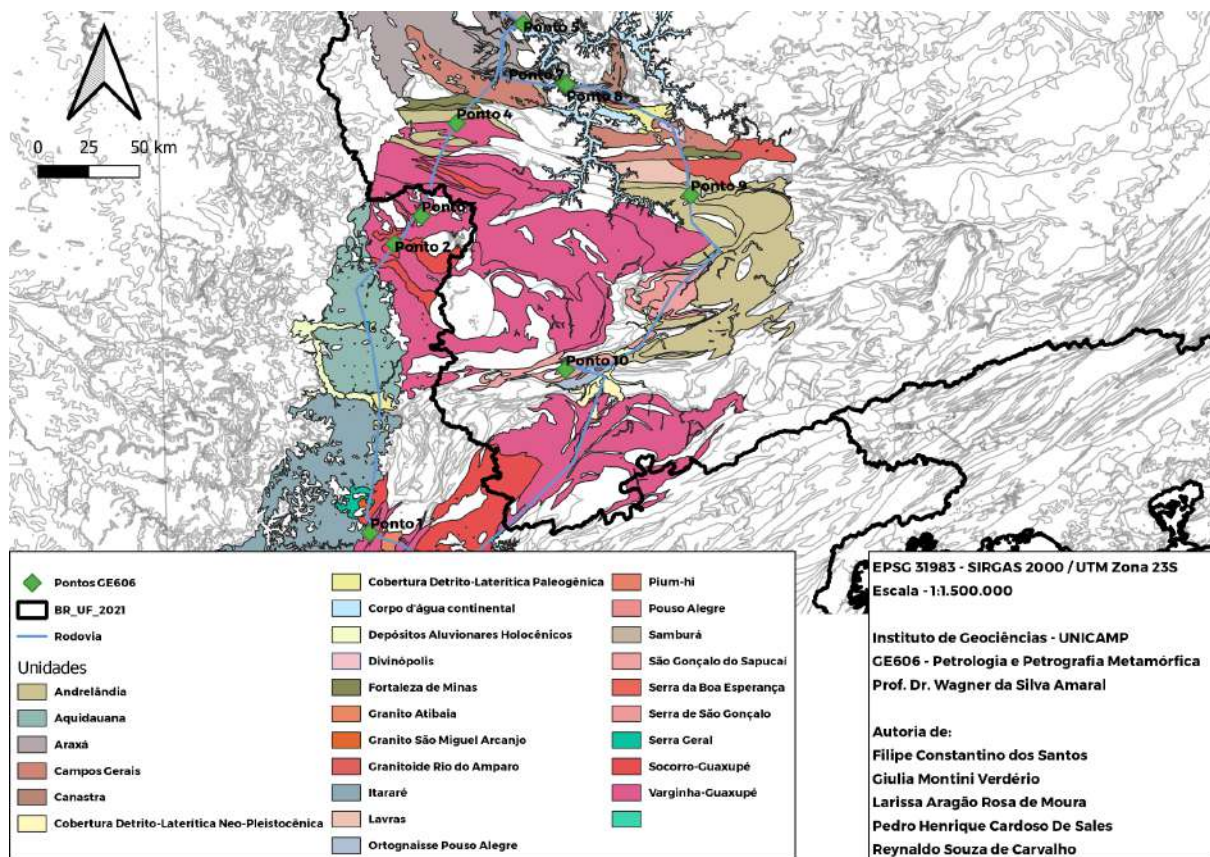 Ponto 5
Ponto 7
Ponto 8
Ponto 4
0 25 50 km
Ponto 9
Ponto
Ponto 2
Ponto 10
Ponto 1
Pontos GE606
BR_UF_2021
Rodovia
Unidades
Andrelândia
Aquidauana
Araxá
Campos Gerais
Canastra
Cobertura Detrito-Laterítica Neo-Pleistocênica
Cobertura Detrito-Laterítica Paleogênica
Corpo d'água continental
Depósitos Aluvionares Holocênicos
Divinópolis
Fortaleza de Minas
Granito Atibaia
Granito São Miguel Arcanjo
Granitoide Rio do Amparo
Itararé
Lavras
Ortognaisse Pouso Alegre
Pium-hi
Pouso Alegre
Samburá
São Gonçalo do Sapucaí
Serra da Boa Esperança
Serra de São Gonçalo
Serra Geral
Socorro-Guaxupé
Varginha-Guaxupé
EPSG 31983 - SIRGAS 2000 / UTM Zona 23S
Escala - 1:1.500.000
Instituto de Geociências - UNICAMP
GE606 - Petrologia e Petrografia Metamórfica
Prof. Dr. Wagner da Silva Amaral
Autoria de:
Filipe Constantino dos Santos
Giulia Montini Verdério
Larissa Aragão Rosa de Moura
Pedro Henrique Cardoso De Sales
Reynaldo Souza de Carvalho